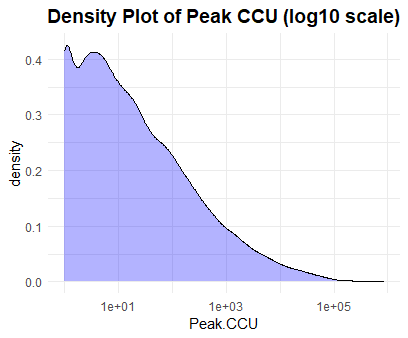 Density Plot of Peak CCU (log10 scale)
0.4
0.3
0.2
0.1
0.0
density
1e+01 1e+03 1e+05
Peak.CCU